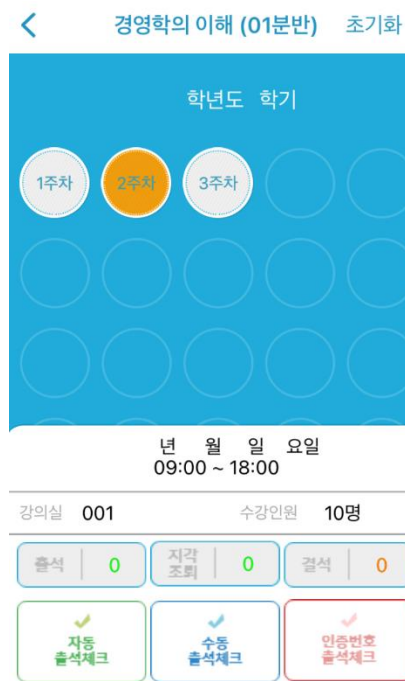 경영학의 이해 (01분반) 초기화
학년도 학기
1주차 2주차 3주차
년 월 일 요일
09:00 ~ 18:00
강의실 001 수강인원 10명
출석 0 지각 조퇴 0 결석 0
자동 출석체크
수동 출석체크
인증번호 출석체크